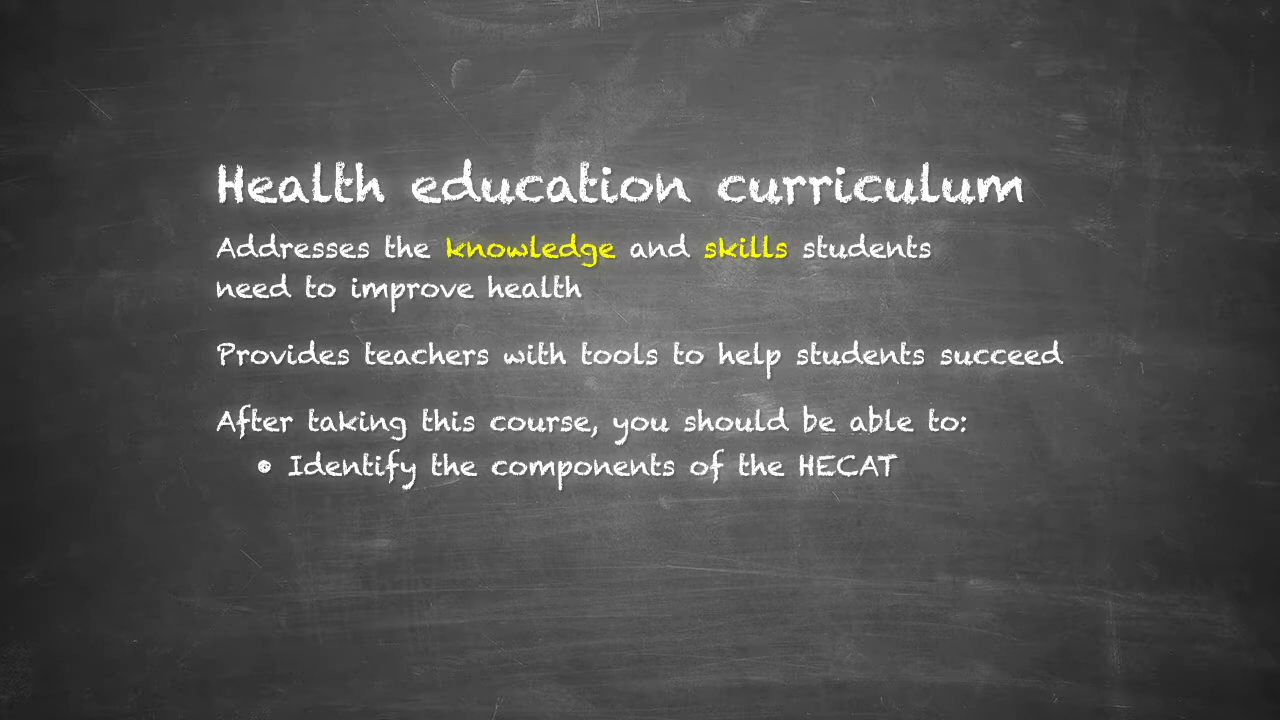 Health education curriculum
Addresses the knowledge and skills students
need to improve health
Provides teachers with tools to help students succeed
After taking this course, you should be able to:
• Identify the components of the HECAT